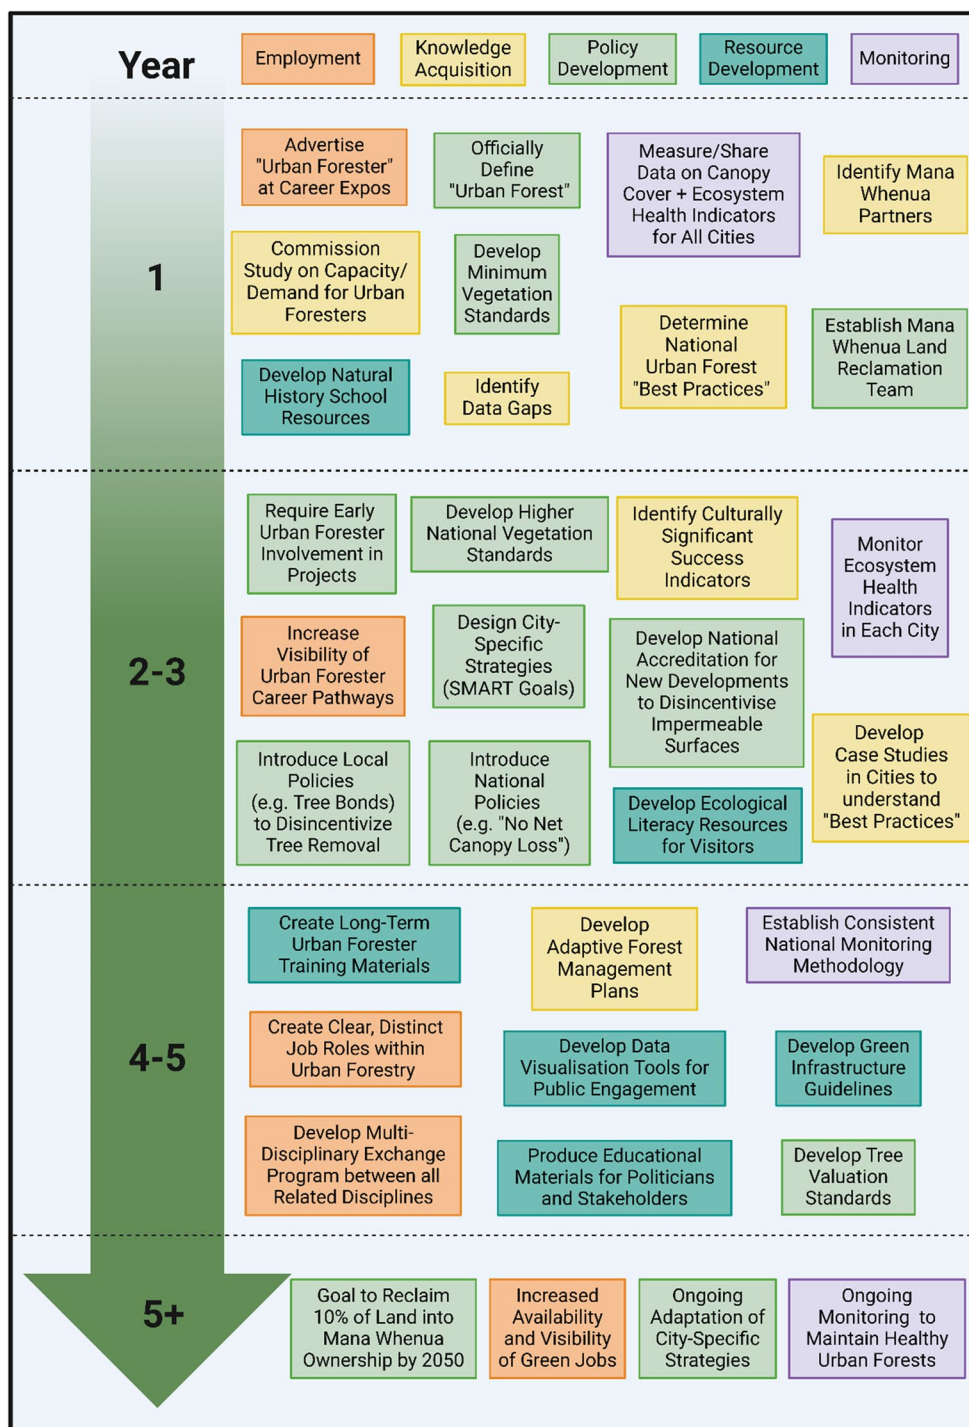 Year
Employment
Knowledge
Acquisition
Policy
Development
Resource
Development
Monitoring
1
Advertise
"Urban Forester"
at Career Expos
Officially
Define
"Urban Forest"
Measure/Share
Data on Canopy
Cover + Ecosystem
Health Indicators
for All Cities
Identify Mana
Whenua
Partners
Commission
Study on Capacity/
Demand for Urban
Foresters
Develop
Minimum
Vegetation
Standards
Determine
National
Urban Forest
"Best Practices"
Establish Mana
Whenua Land
Reclamation
Team
Develop Natural
History School
Resources
Identify
Data Gaps
2-3
Require Early
Urban Forester
Involvement in
Projects
Develop Higher
National Vegetation
Standards
Identify Culturally
Significant
Success
Indicators
Monitor
Ecosystem
Health
Indicators
in Each City
Increase
Visibility of
Urban Forester
Career Pathways
Design City-
Specific
Strategies
(SMART Goals)
Develop National
Accreditation for
New Developments
to Disincentivise
Impermeable
Surfaces
Develop
Case Studies
in Cities to
understand
"Best Practices"
Introduce Local
Policies
(e.g. Tree Bonds)
to Disincentivize
Tree Removal
Introduce
National
Policies
(e.g. "No Net
Canopy Loss")
Develop Ecological
Literacy Resources
for Visitors
4-5
Create Long-Term
Urban Forester
Training Materials
Develop
Adaptive Forest
Management
Plans
Establish Consistent
National Monitoring
Methodology
Create Clear, Distinct
Job Roles within
Urban Forestry
Develop Data
Visualisation Tools for
Public Engagement
Develop Green
Infrastructure
Guidelines
Develop Multi-
Disciplinary Exchange
Program between all
Related Disciplines
Produce Educational
Materials for Politicians
and Stakeholders
Develop Tree
Valuation
Standards
5+
Goal to Reclaim
10% of Land into
Mana Whenua
Ownership by 2050
Increased
Availability
and Visibility
of Green Jobs
Ongoing
Adaptation of
City-Specific
Strategies
Ongoing
Monitoring to
Maintain Healthy
Urban Forests